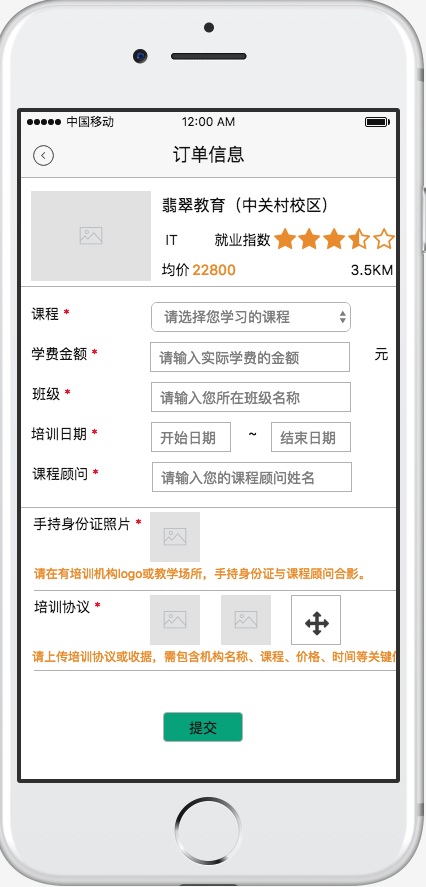 中国移动 12:00 AM
订单信息
翡翠教育（中关村校区）
IT 就业指数
均价 22800 3.5KM
课程 * 请选择您学习的课程
学费金额 * 请输入实际学费的金额 元
班级 * 请输入您所在班级名称
培训日期 * 开始日期 ~ 结束日期
课程顾问 * 请输入您的课程顾问姓名
手持身份证照片 *
请在有培训机构logo或教学场所，手持身份证与课程顾问合影。
培训协议 *
请上传培训协议或收据，需包含机构名称、课程、价格、时间等关键
提交